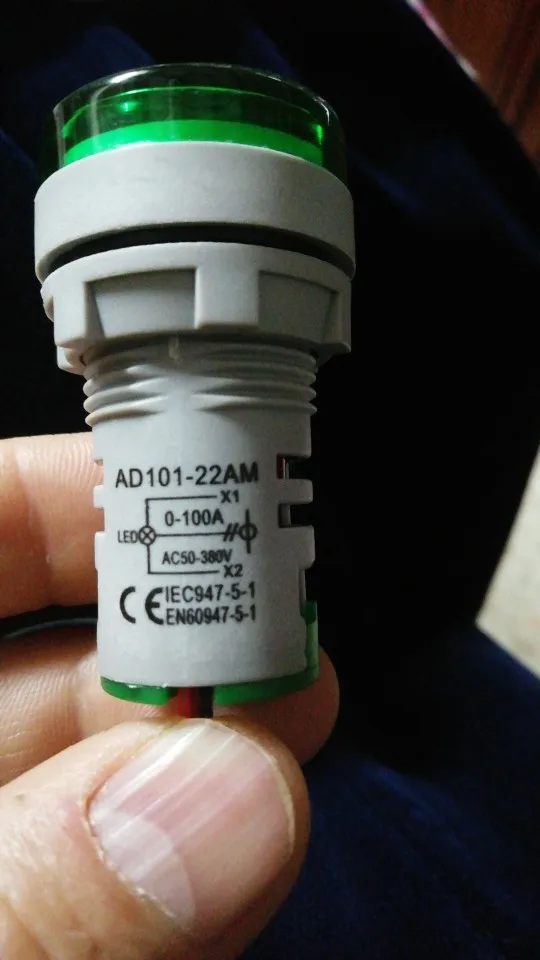 AD101-22AM
X1
0-100A
LED
AC50-380V
X2
CE IEC947-5-1
EN60947-5-1